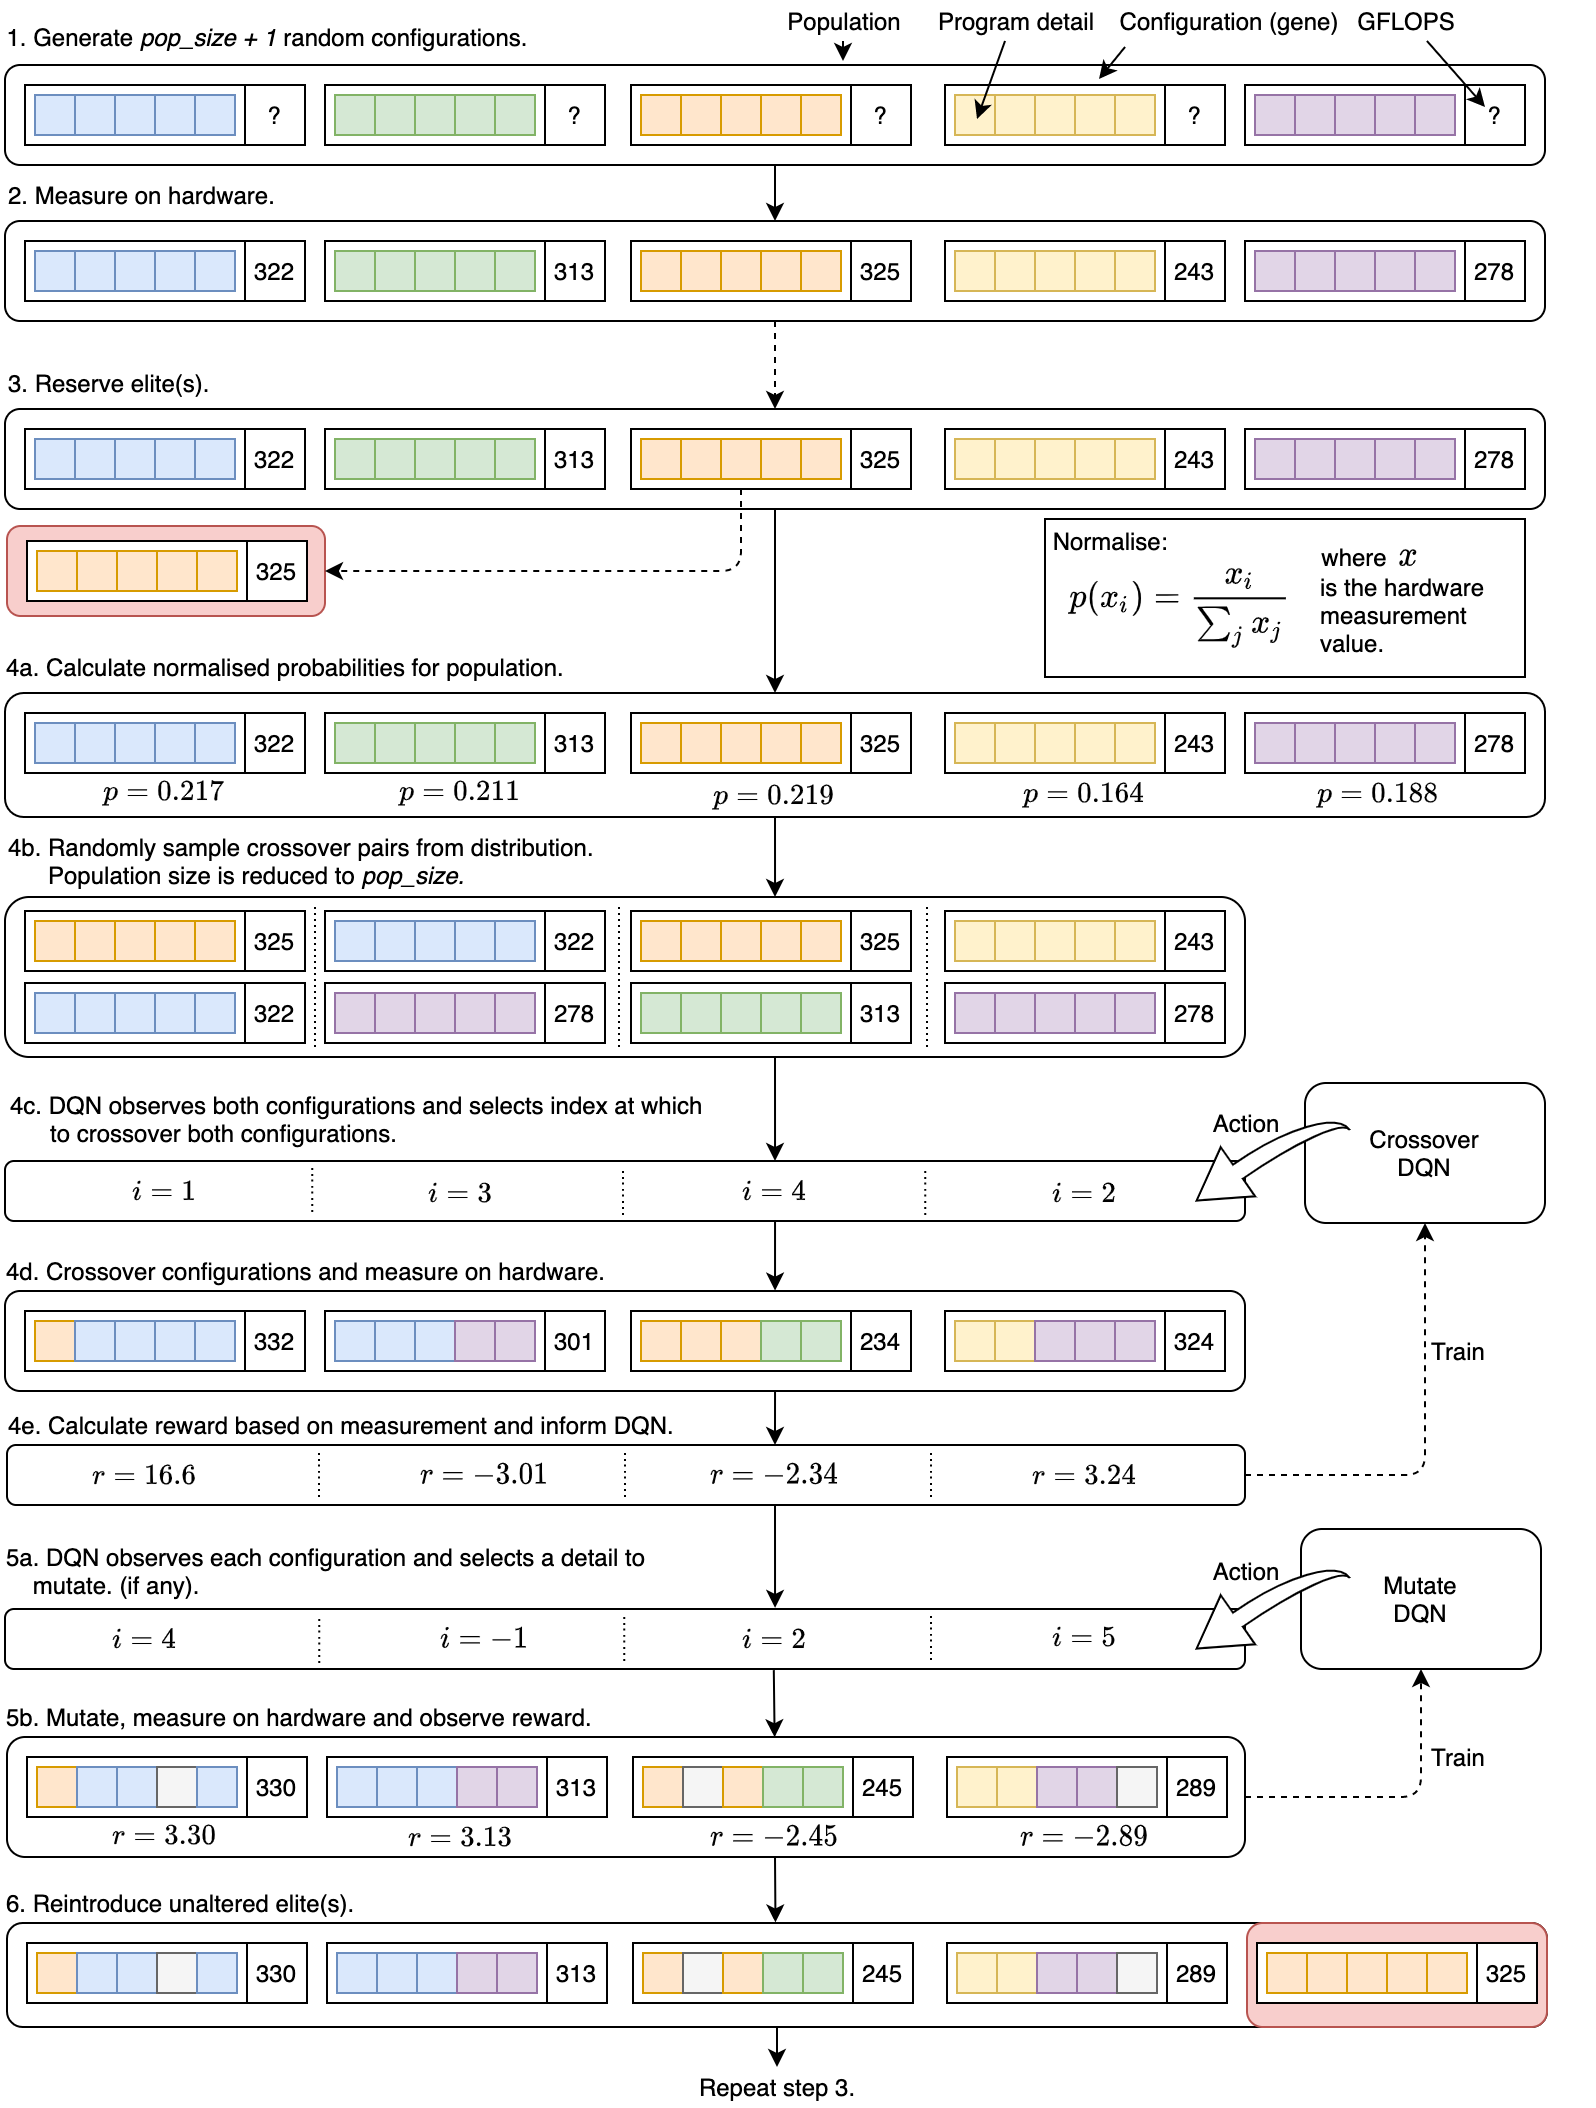 Population Program detail Configuration (gene) GFLOPS
1. Generate pop_size + 1 random configurations.
? ? ? ? ?
2. Measure on hardware.
322 313 325 243 278
3. Reserve elite(s).
322 313 325 243 278
325
Normalise:
p(x_i) = x_i / ∑_j x_j
where x
is the hardware
measurement
value.
4a. Calculate normalised probabilities for population.
322 313 325 243 278
p = 0.217 p = 0.211 p = 0.219 p = 0.164 p = 0.188
4b. Randomly sample crossover pairs from distribution.
Population size is reduced to pop_size.
325 322 325 243
322 278 313 278
4c. DQN observes both configurations and selects index at which
to crossover both configurations.
Action
Crossover
DQN
i = 1 i = 3 i = 4 i = 2
4d. Crossover configurations and measure on hardware.
332 301 234 324
Train
4e. Calculate reward based on measurement and inform DQN.
r = 16.6 r = −3.01 r = −2.34 r = 3.24
5a. DQN observes each configuration and selects a detail to
mutate. (if any).
Action
Mutate
DQN
i = 4 i = −1 i = 2 i = 5
5b. Mutate, measure on hardware and observe reward.
Train
330 313 245 289
r = 3.30 r = 3.13 r = −2.45 r = −2.89
6. Reintroduce unaltered elite(s).
330 313 245 289 325
Repeat step 3.